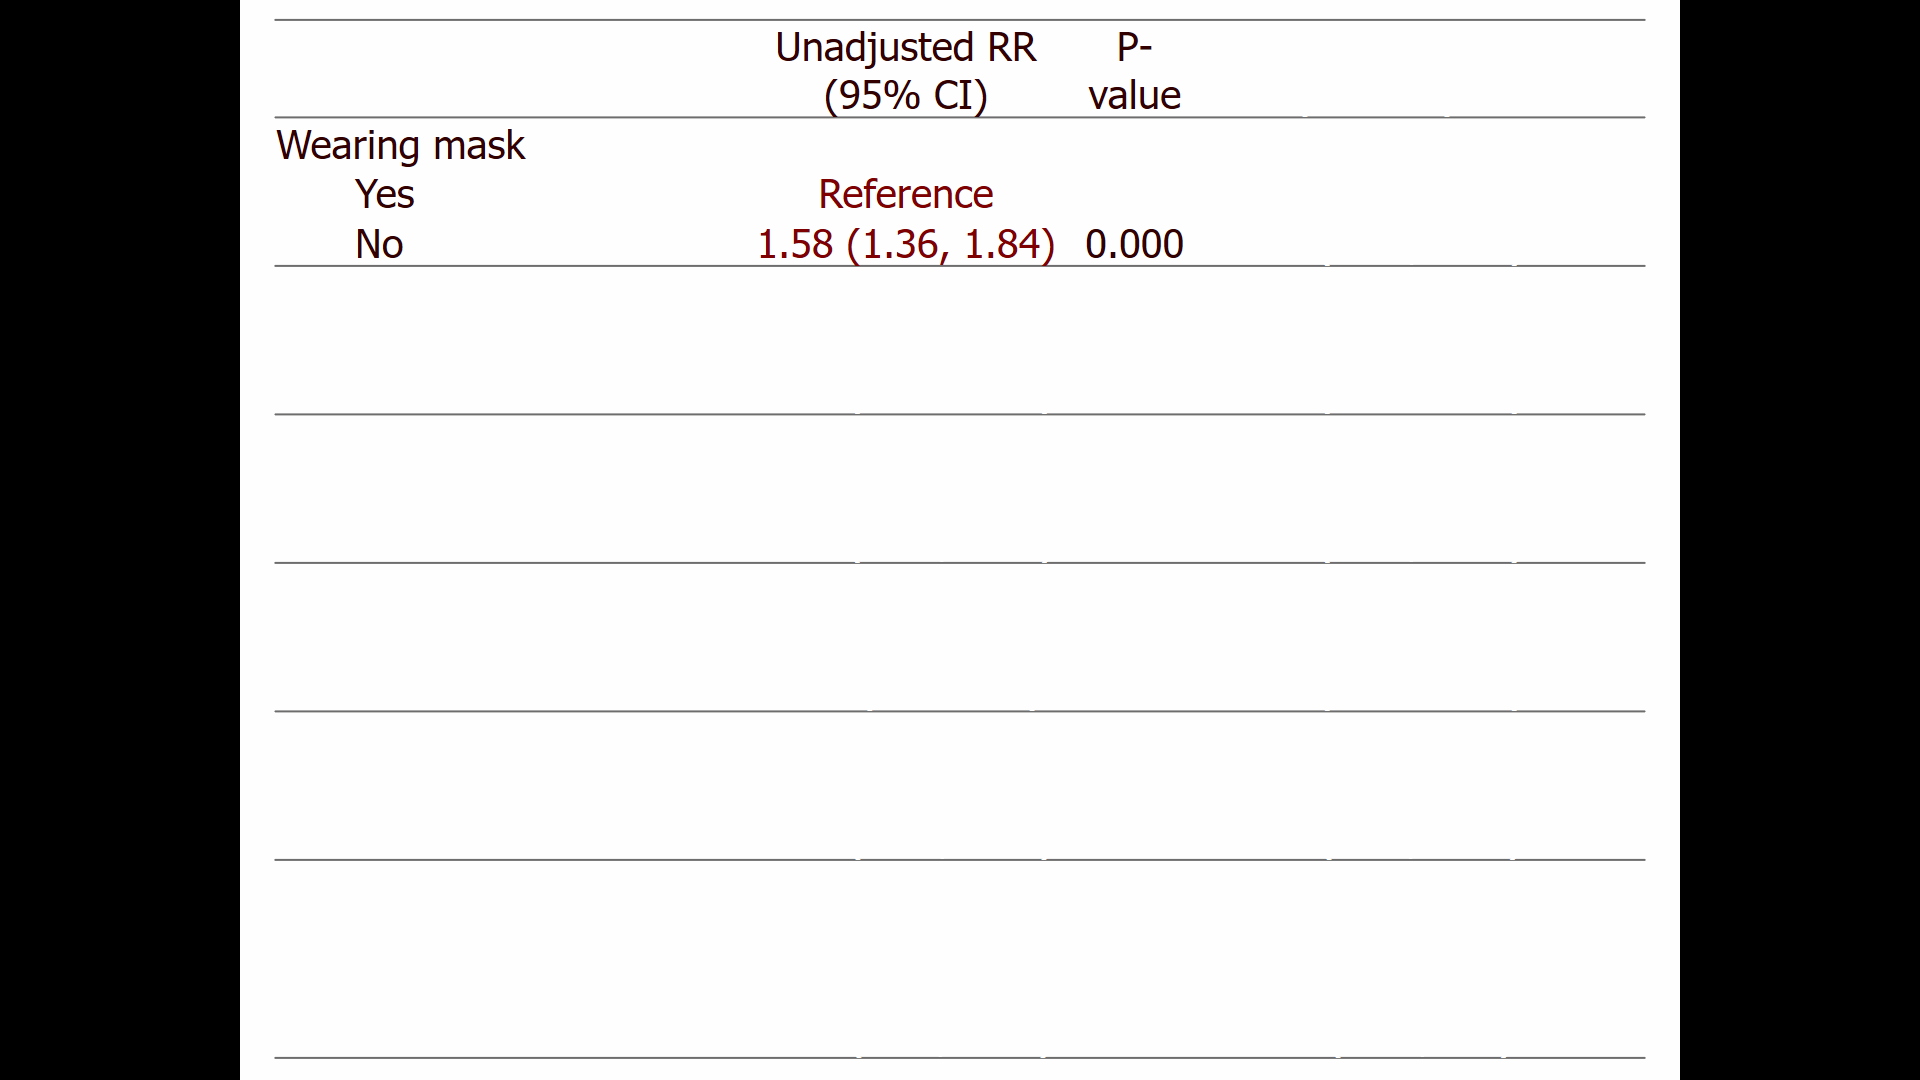 Unadjusted RR P-
(95% CI) value
Wearing mask
Yes Reference
No 1.58 (1.36, 1.84) 0.000